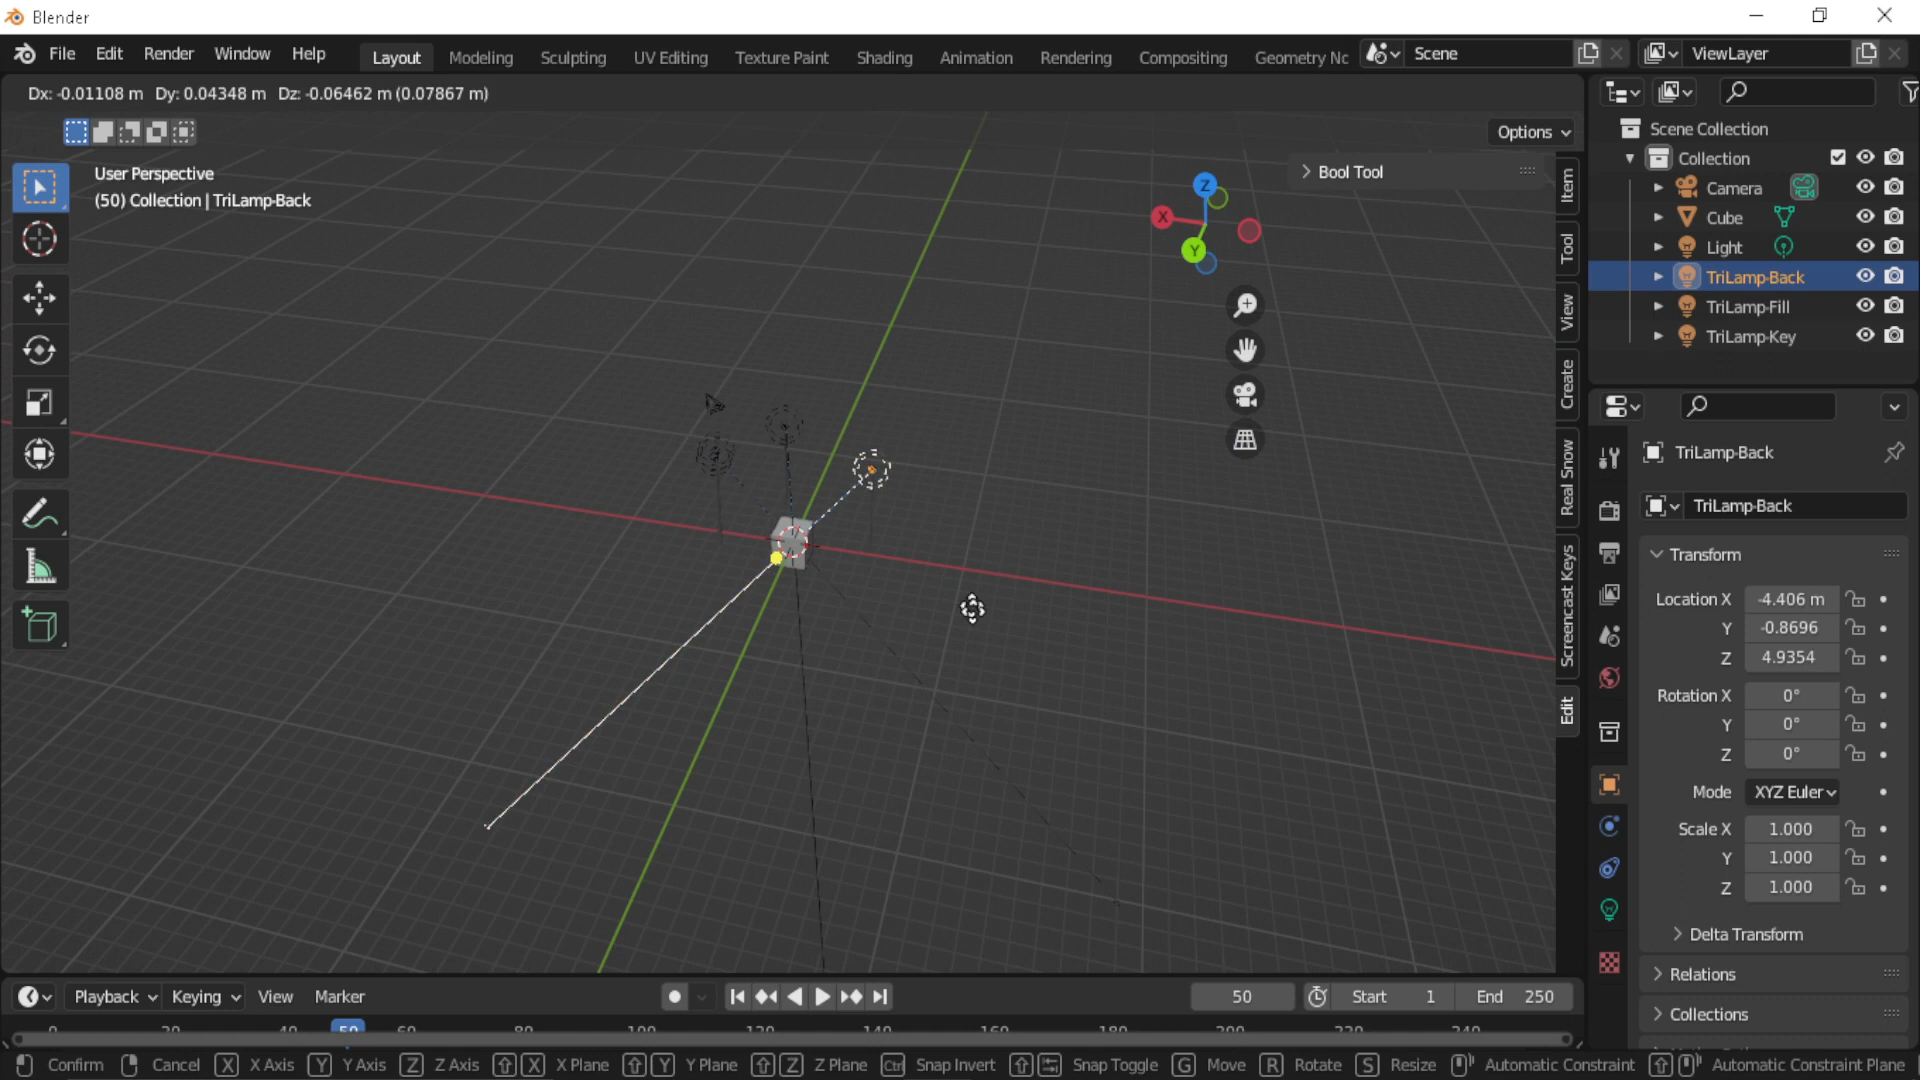 Blender
File Edit Render Window Help Layout Modeling Sculpting UV Editing Texture Paint Shading Animation Rendering Compositing Geometry Nc Scene ViewLayer
Dx: -0.01108 m Dy: 0.04348 m Dz: -0.06462 m (0.07867 m)
Options
User Perspective
(50) Collection | TriLamp-Back
Bool Tool
Z
X
Y
Item
Tool
View
Create
Real Snow
Screencast Keys
Edit
Scene Collection
Collection
Camera
Cube
Light
TriLamp-Back
TriLamp-Fill
TriLamp-Key
TriLamp-Back
TriLamp-Back
Transform
Location X -4.406 m
Y -0.8696
Z 4.9354
Rotation X 0°
Y 0°
Z 0°
Mode XYZ Euler
Scale X 1.000
Y 1.000
Z 1.000
Delta Transform
Relations
Collections
Playback Keying View Marker 50 Start 1 End 250
50
Confirm Cancel X X Axis Y Y Axis Z Z Axis X X Plane Y Y Plane Z Z Plane Ctrl Snap Invert Snap Toggle G Move R Rotate S Resize Automatic Constraint Automatic Constraint Plane